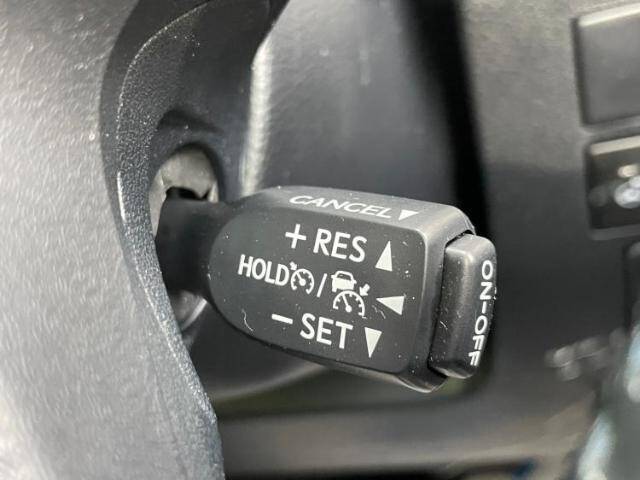 CANCEL▼
+ RES ▲
HOLD / ◀
− SET ▼
ON-OFF